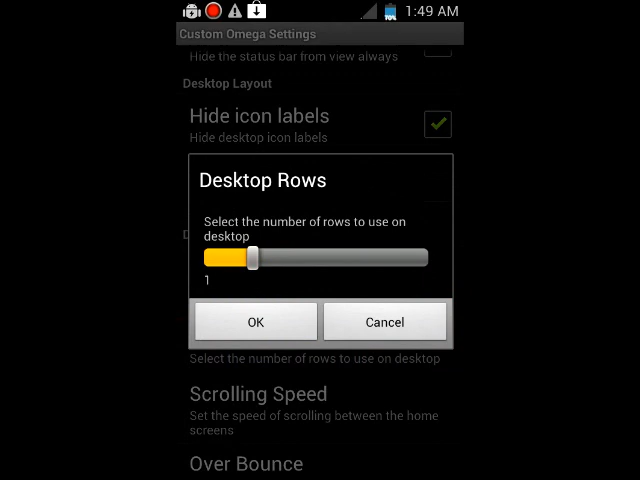 70%
1:49 AM
Custom Omega Settings
Hide the status bar from view always
Desktop Layout
Hide icon labels
Hide desktop icon labels
Desktop Rows
Select the number of rows to use on
desktop
1
OK
Cancel
Select the number of rows to use on desktop
Scrolling Speed
Set the speed of scrolling between the home
screens
Over Bounce